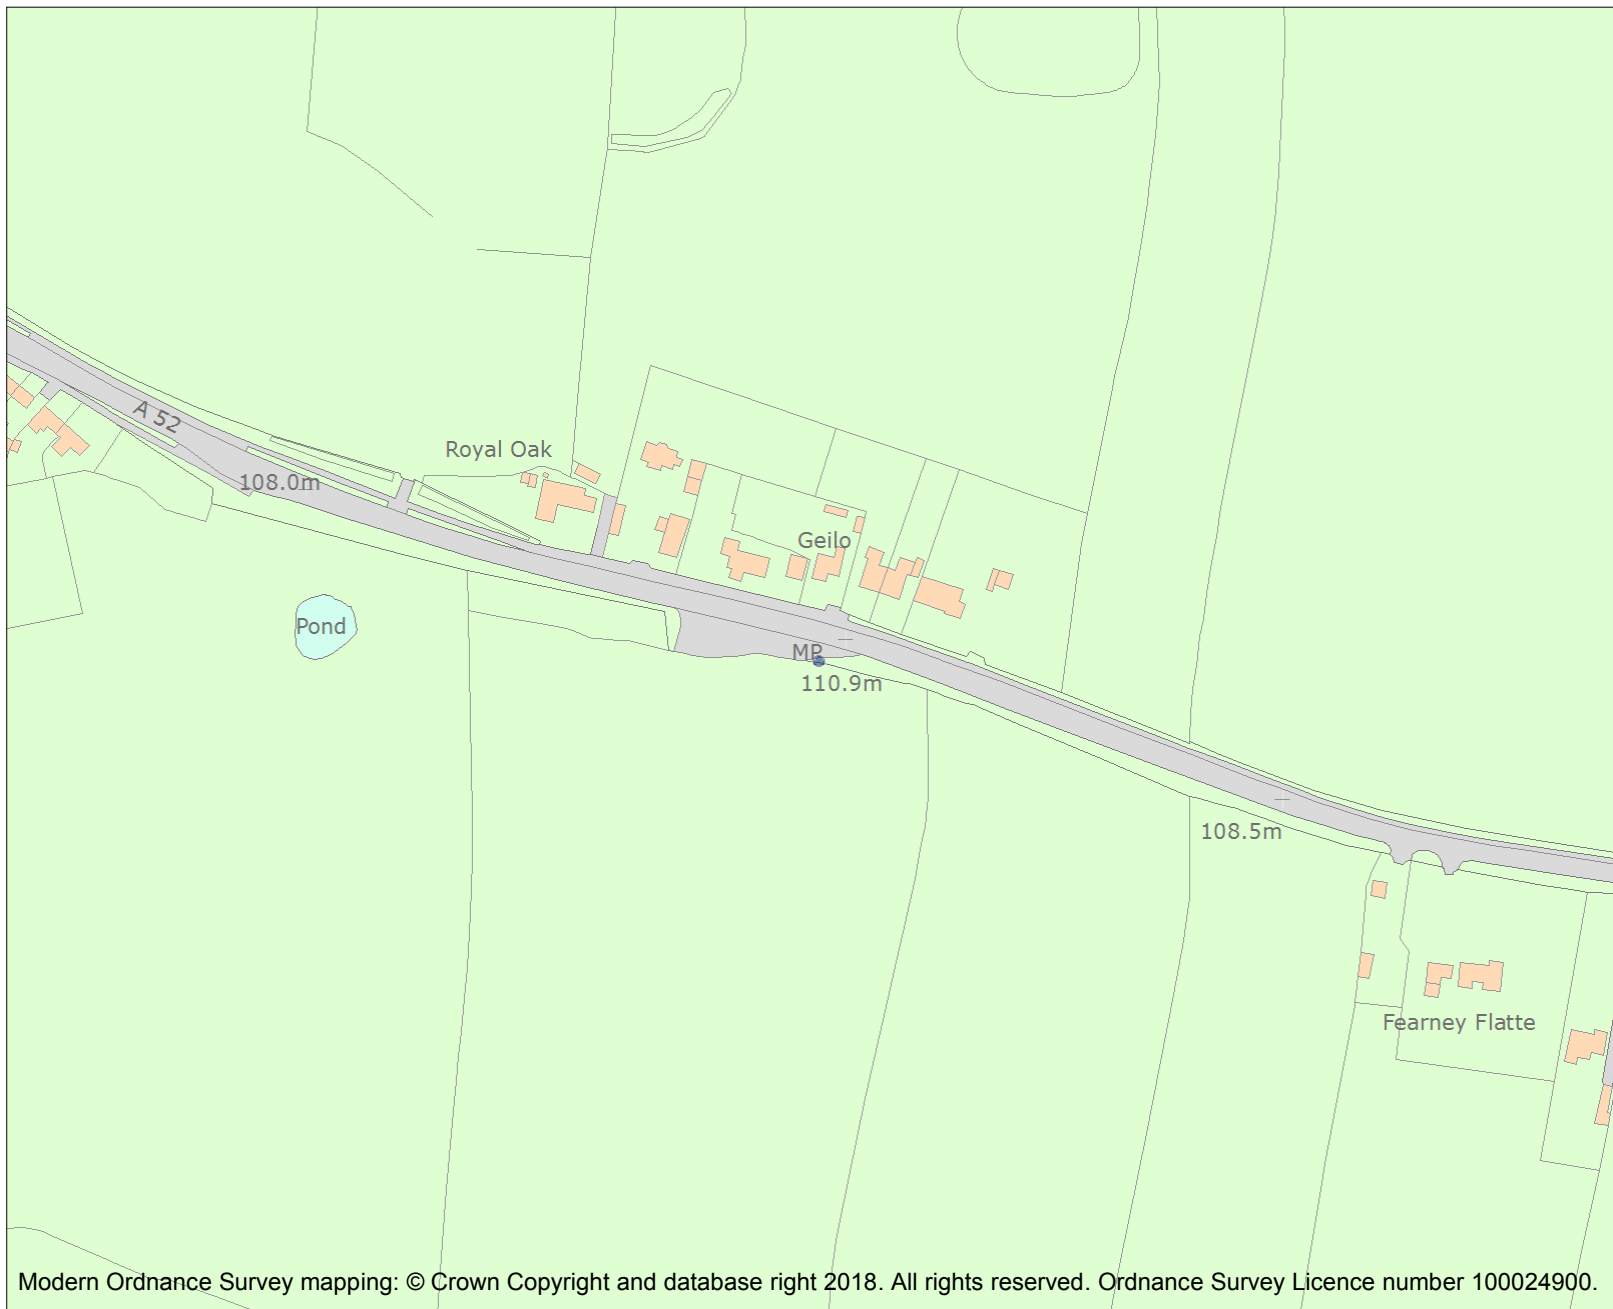 A 52
Royal Oak
108.0m
Geilo
Pond
MP
110.9m
108.5m
Fearney Flatte
Modern Ordnance Survey mapping: © Crown Copyright and database right 2018. All rights reserved. Ordnance Survey Licence number 100024900.